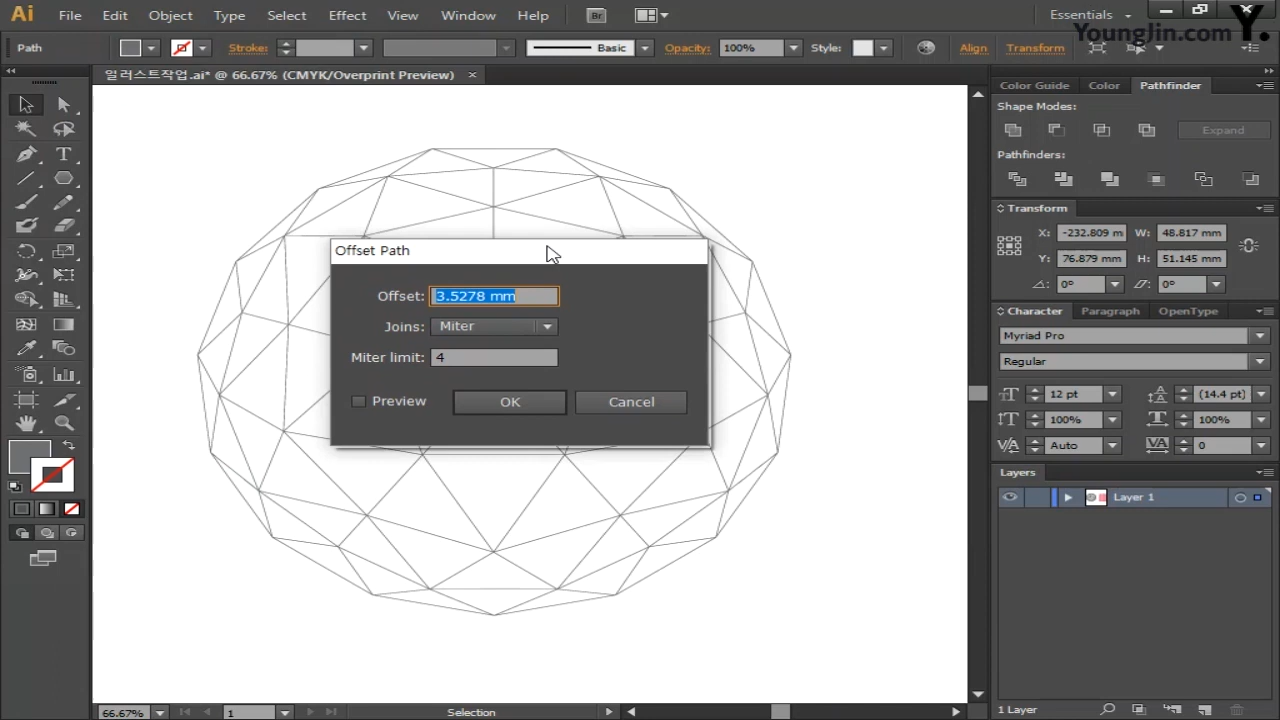 Ai File Edit Object Type Select Effect View Window Help Br Essentials
YoungJin.com Y.
Path Stroke: Basic Opacity: 100% Style: Align Transform
일러스트작업.ai* @ 66.67% (CMYK/Overprint Preview) ×
Color Guide Color Pathfinder
Shape Modes:
Expand
Pathfinders:
Transform
X: -232.809 m W: 48.817 mm
Y: 76.879 mm H: 51.145 mm
0° 0°
Character Paragraph OpenType
Myriad Pro
Regular
12 pt (14.4 pt)
100% 100%
Auto 0
Layers
Layer 1
1 Layer
Offset Path
Offset: 3.5278 mm
Joins: Miter
Miter limit: 4
Preview OK Cancel
66.67% 1 Selection